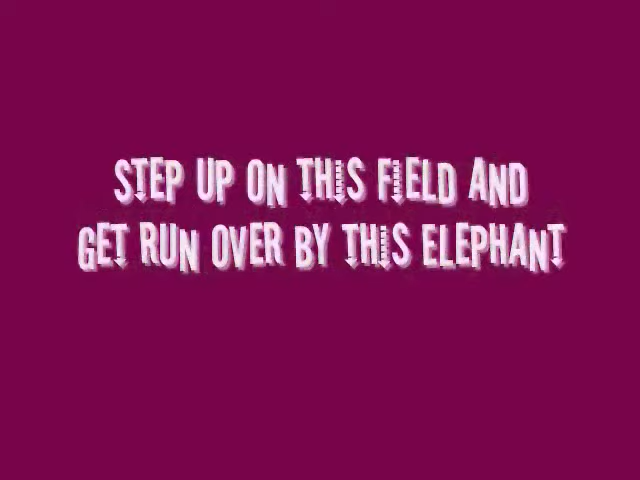 STEP UP ON THIS FIELD AND
GET RUN OVER BY THIS ELEPHANT